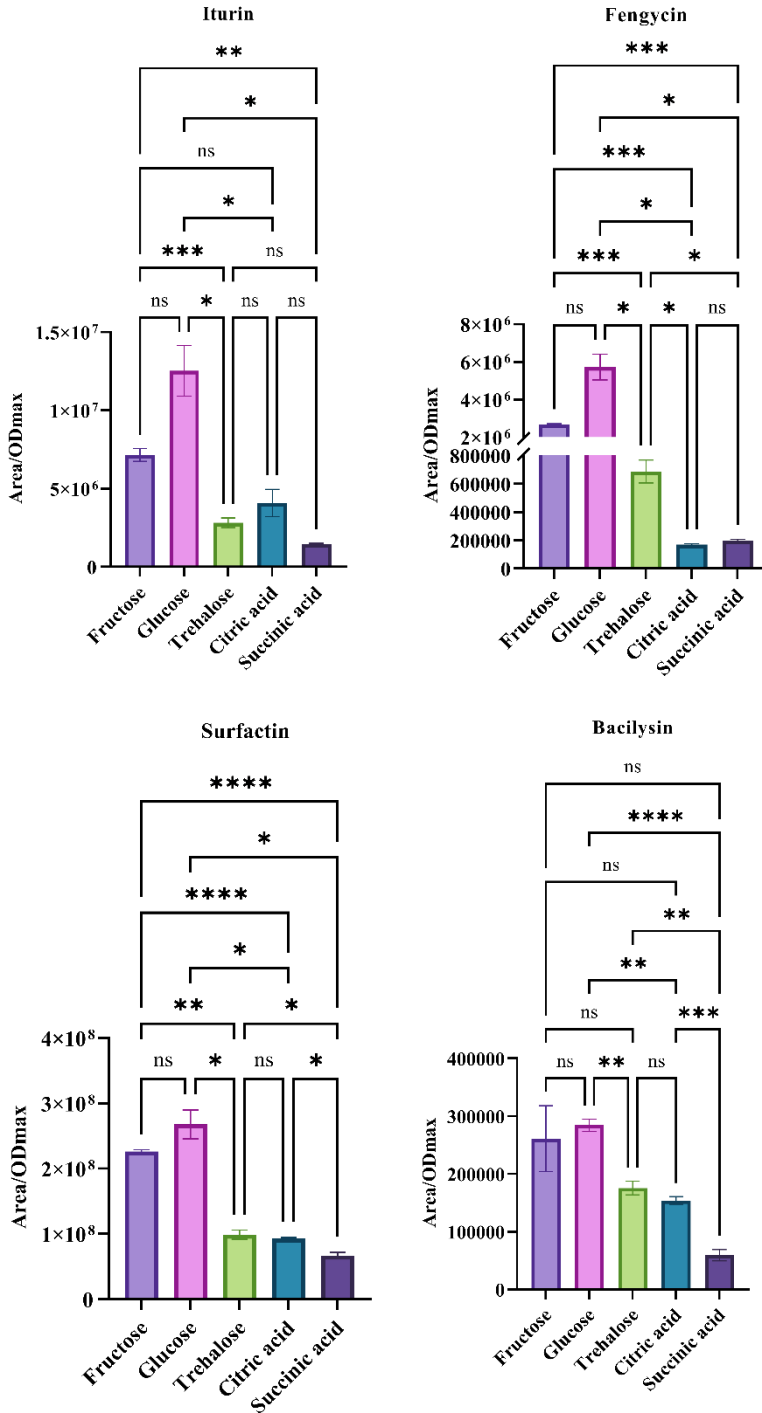 Iturin
**
*
ns
*
***
ns
ns
*
ns
ns
1.5×10⁷
1×10⁷
5×10⁶
0
Area/ODmax
Fructose
Glucose
Trehalose
Citric acid
Succinic acid
Fengycin
***
*
***
*
***
*
ns
*
*
ns
8×10⁶
6×10⁶
4×10⁶
2×10⁶
800000
600000
400000
200000
0
Area/ODmax
Fructose
Glucose
Trehalose
Citric acid
Succinic acid
Surfactin
****
*
****
*
**
*
ns
*
ns
*
4×10⁸
3×10⁸
2×10⁸
1×10⁸
0
Area/ODmax
Fructose
Glucose
Trehalose
Citric acid
Succinic acid
Bacilysin
ns
****
ns
**
**
ns
***
ns
**
ns
400000
300000
200000
100000
0
Area/ODmax
Fructose
Glucose
Trehalose
Citric acid
Succinic acid